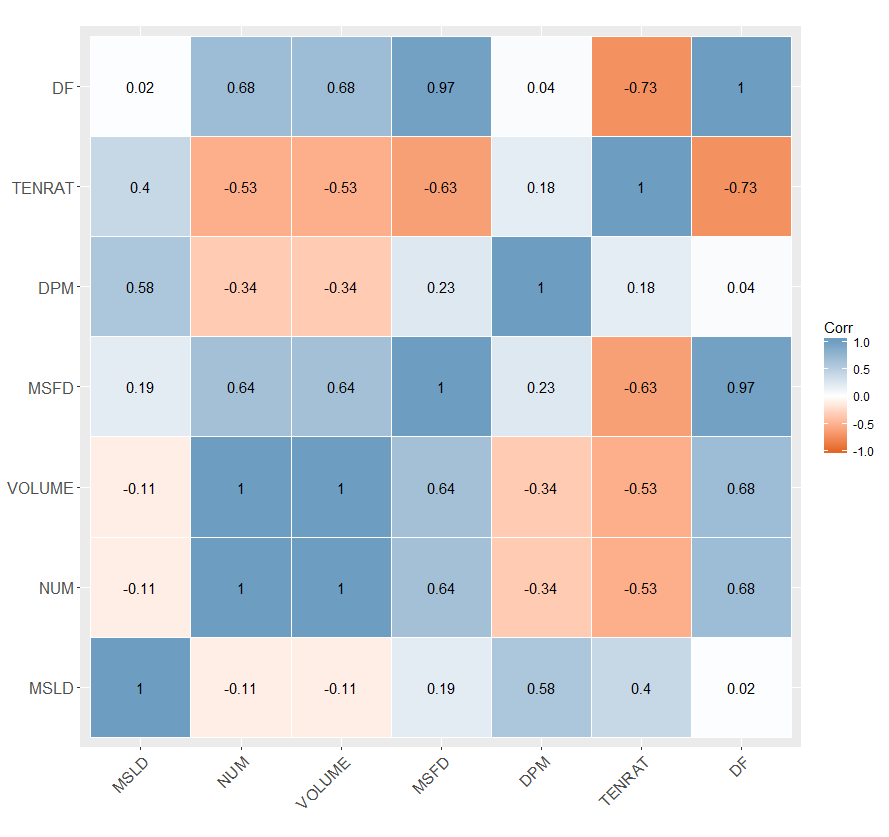 DF 0.02 0.68 0.68 0.97 0.04 -0.73 1
TENRAT 0.4 -0.53 -0.53 -0.63 0.18 1 -0.73
DPM 0.58 -0.34 -0.34 0.23 1 0.18 0.04
MSFD 0.19 0.64 0.64 1 0.23 -0.63 0.97
VOLUME -0.11 1 1 0.64 -0.34 -0.53 0.68
NUM -0.11 1 1 0.64 -0.34 -0.53 0.68
MSLD 1 -0.11 -0.11 0.19 0.58 0.4 0.02
MSLD NUM VOLUME MSFD DPM TENRAT DF
Corr
1.0
0.5
0.0
-0.5
-1.0